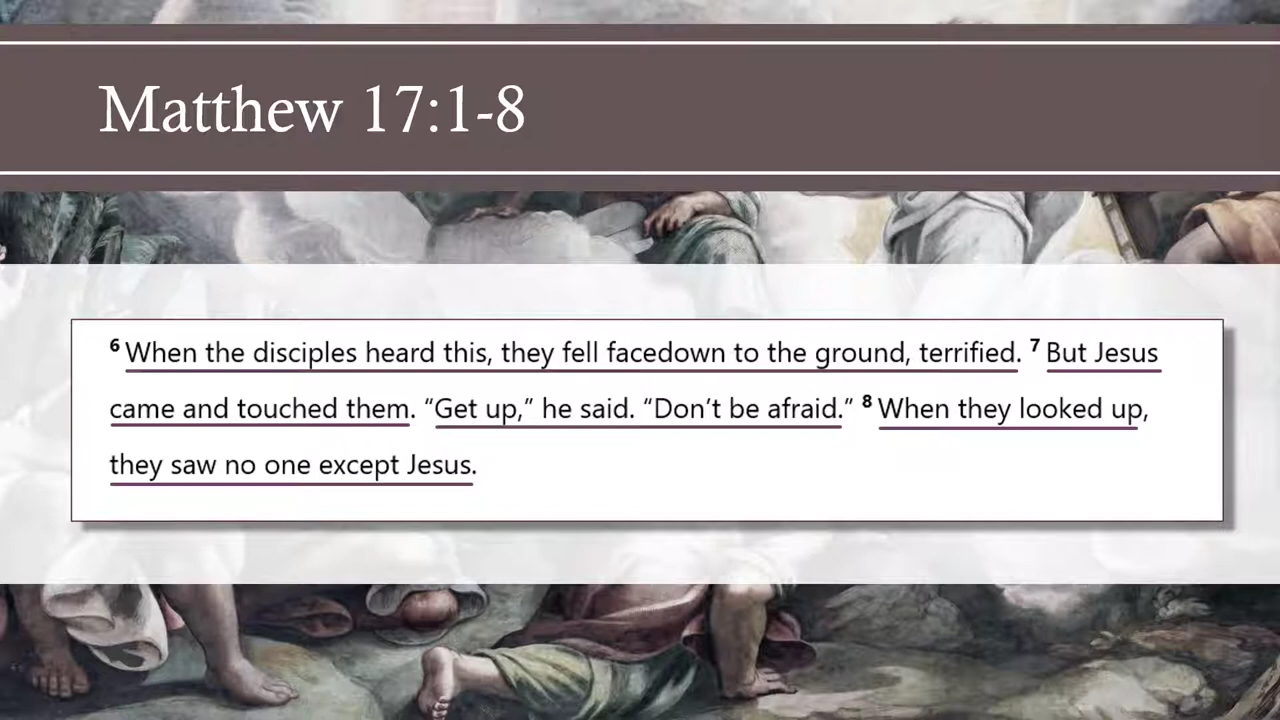 Matthew 17:1-8
6 When the disciples heard this, they fell facedown to the ground, terrified. 7 But Jesus
came and touched them. “Get up,” he said. “Don’t be afraid.” 8 When they looked up,
they saw no one except Jesus.